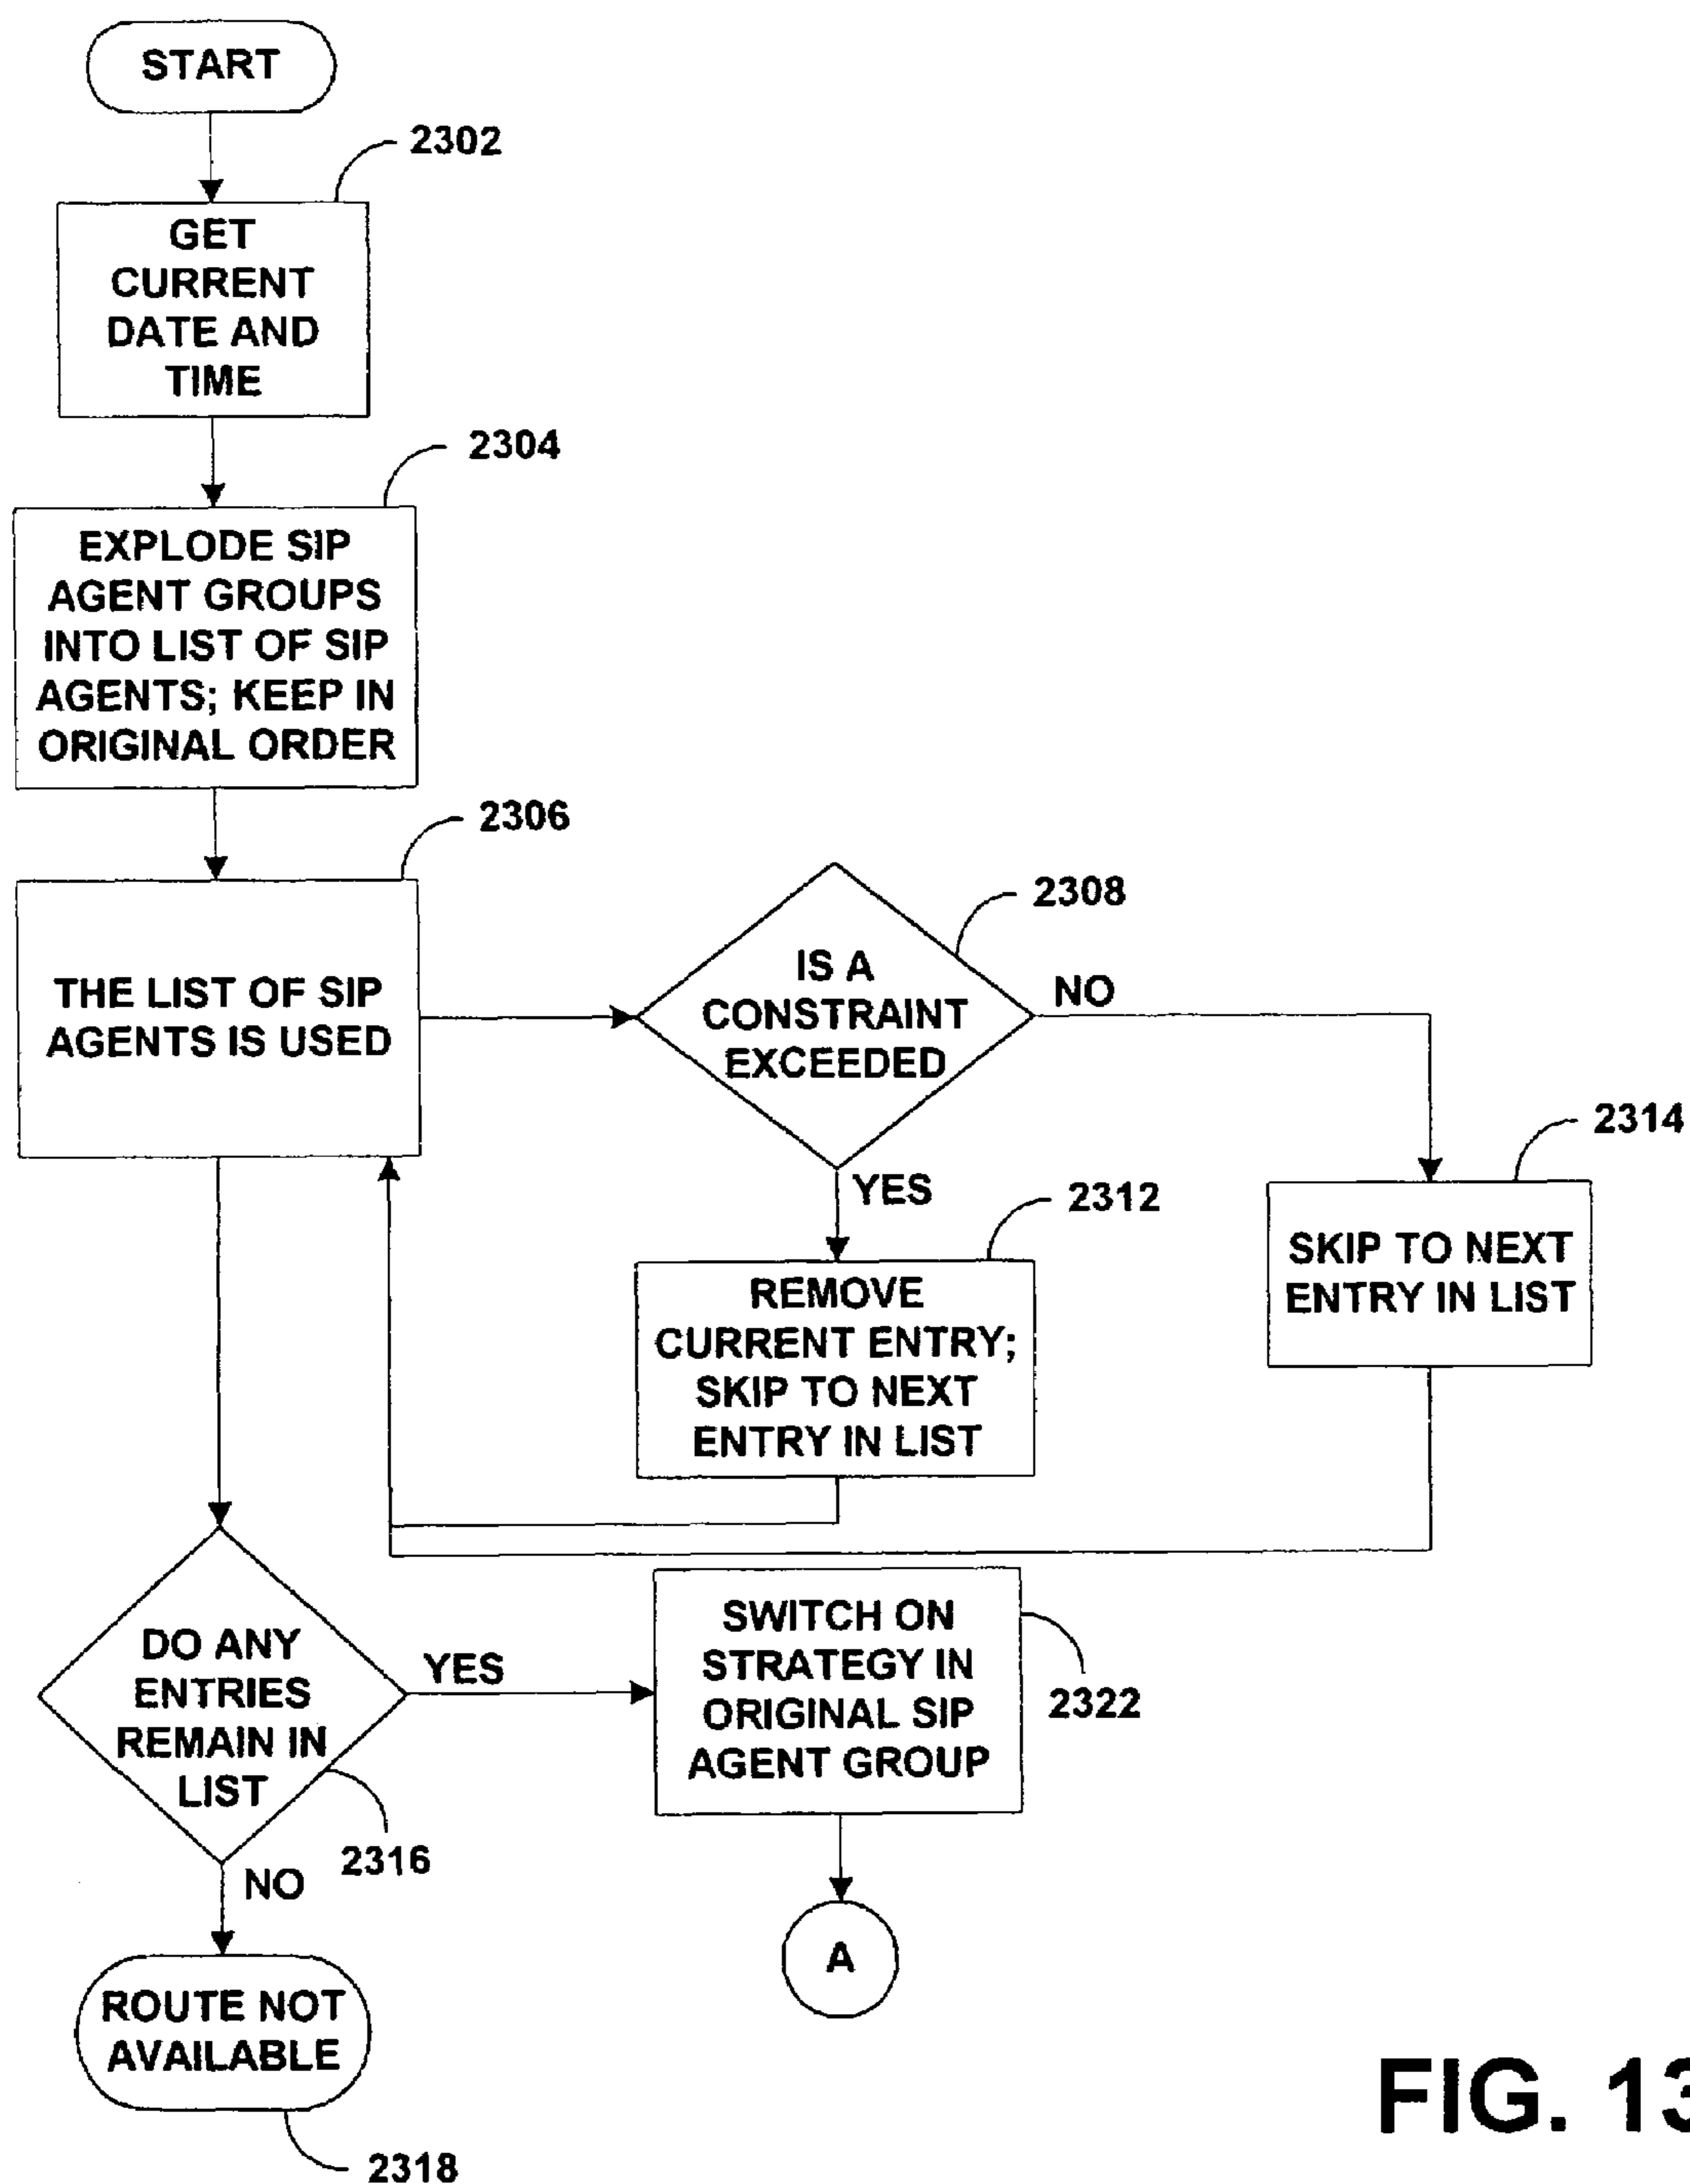 START
2302
GET
CURRENT
DATE AND
TIME
2304
EXPLODE SIP
AGENT GROUPS
INTO LIST OF SIP
AGENTS; KEEP IN
ORIGINAL ORDER
2306
THE LIST OF SIP
AGENTS IS USED
2308
IS A
CONSTRAINT
EXCEEDED
NO
YES
2314
SKIP TO NEXT
ENTRY IN LIST
2312
REMOVE
CURRENT ENTRY;
SKIP TO NEXT
ENTRY IN LIST
DO ANY
ENTRIES
REMAIN IN
LIST
2316
YES
NO
SWITCH ON
STRATEGY IN
ORIGINAL SIP
AGENT GROUP
2322
A
ROUTE NOT
AVAILABLE
2318
FIG. 13